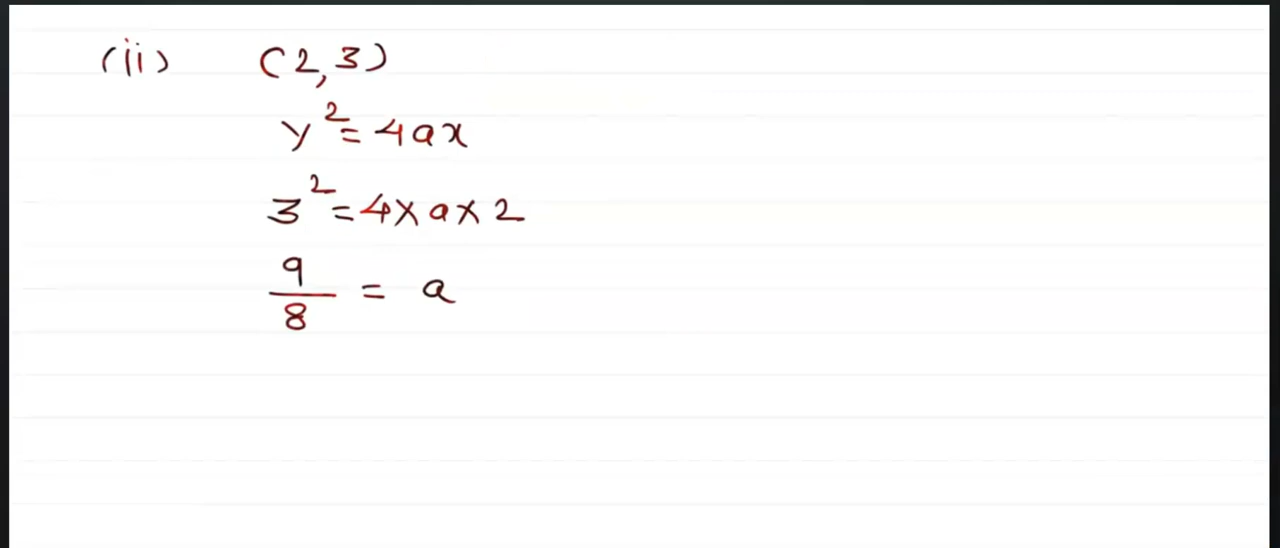 (ii) (2,3)
y² = 4ax
3² = 4×a×2
9/8 = a